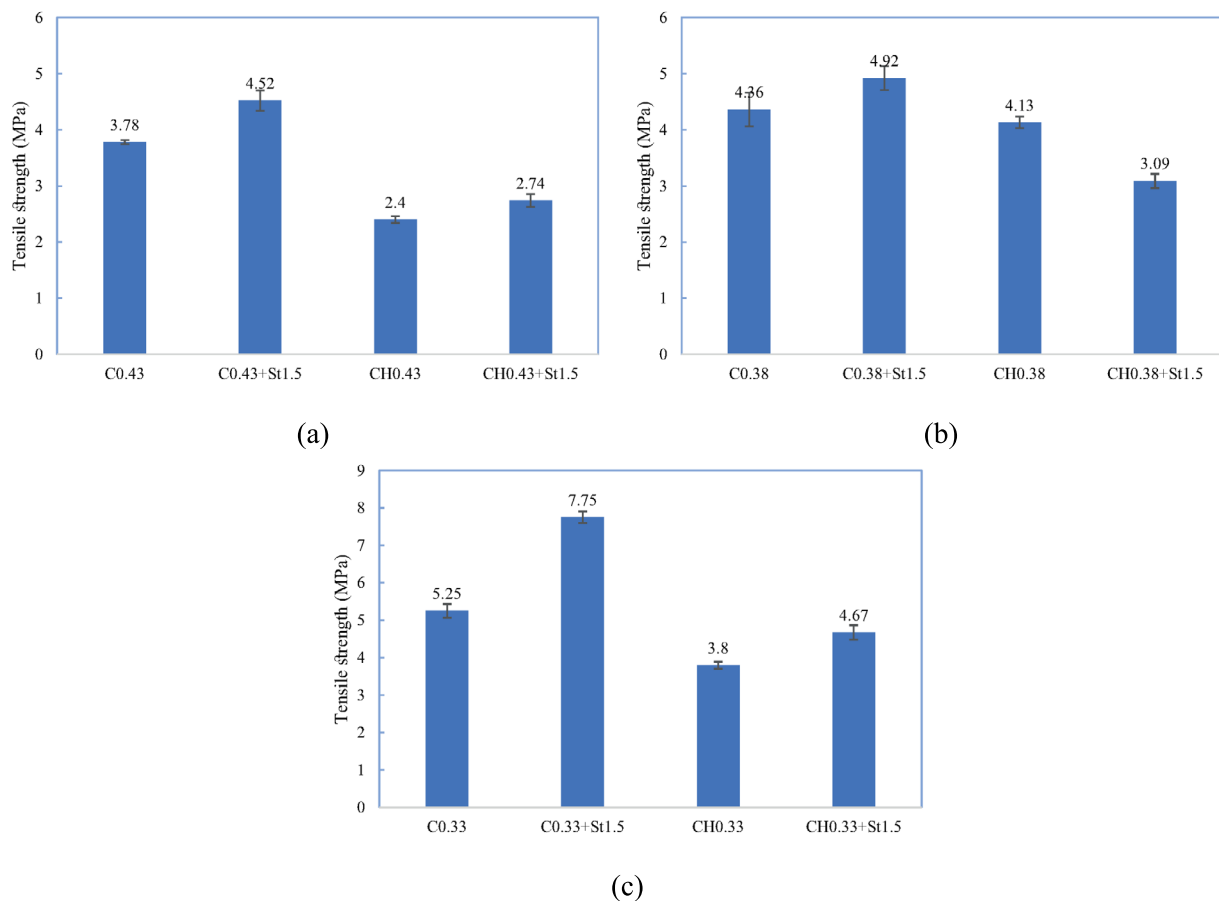 Tensile strength (MPa)
6
5
4
3
2
1
0
3.78
4.52
2.4
2.74
C0.43
C0.43+St1.5
CH0.43
CH0.43+St1.5
(a)
Tensile strength (MPa)
6
5
4
3
2
1
0
4.36
4.92
4.13
3.09
C0.38
C0.38+St1.5
CH0.38
CH0.38+St1.5
(b)
Tensile strength (MPa)
9
8
7
6
5
4
3
2
1
0
5.25
7.75
3.8
4.67
C0.33
C0.33+St1.5
CH0.33
CH0.33+St1.5
(c)